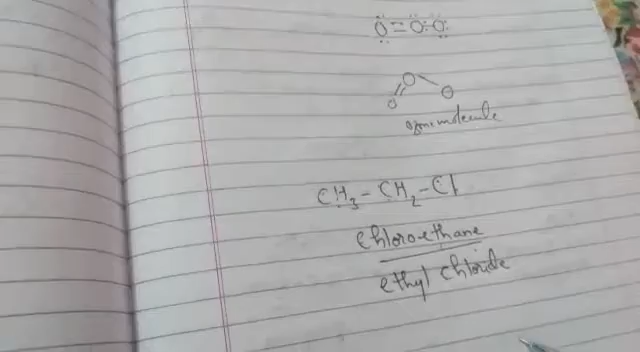 O=O:O:
O=O-O
ozone molecule
CH₃-CH₂-Cl
Chloroethane
ethyl chloride